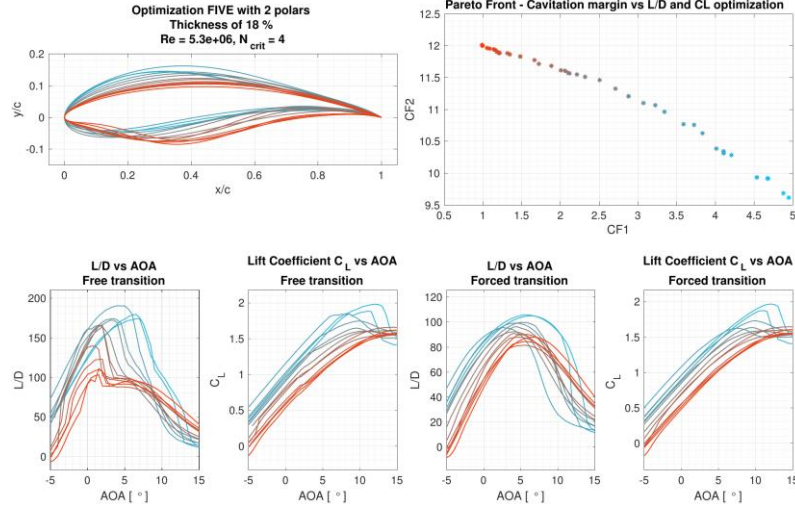 Optimization FIVE with 2 polars
Thickness of 18 %
Re = 5.3e+06, N crit = 4
y/c
0.2
0.1
0
-0.1
0
0.2
0.4
0.6
0.8
1
x/c
Pareto Front - Cavitation margin vs L/D and CL optimization
CF2
12.5
12
11.5
11
10.5
10
9.5
0.5
1
1.5
2
2.5
3
3.5
4
4.5
5
CF1
L/D vs AOA
Free transition
L/D
200
150
100
50
0
-5
0
5
10
15
AOA [ °]
Lift Coefficient C L vs AOA
Free transition
C L
2
1.5
1
0.5
0
-5
0
5
10
15
AOA [ °]
L/D vs AOA
Forced transition
L/D
120
100
80
60
40
20
0
-5
0
5
10
15
AOA [ °]
Lift Coefficient C L vs AOA
Forced transition
C L
2
1.5
1
0.5
0
-5
0
5
10
15
AOA [ °]